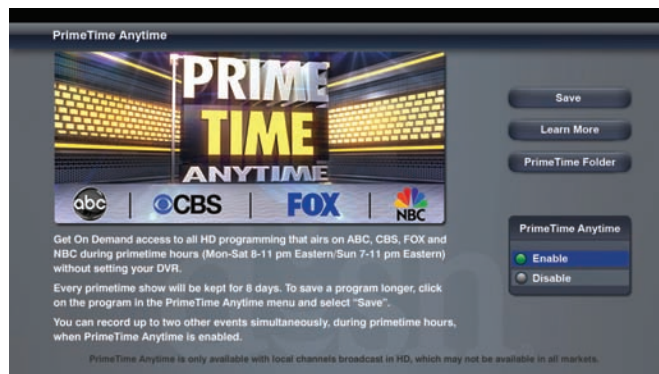 PrimeTime Anytime
PRIME
TIME
ANYTIME
abc
CBS
FOX
NBC
Save
Learn More
PrimeTime Folder
Get On Demand access to all HD programming that airs on ABC, CBS, FOX and
NBC during primetime hours (Mon-Sat 8-11 pm Eastern/Sun 7-11 pm Eastern)
without setting your DVR.
Every primetime show will be kept for 8 days. To save a program longer, click
on the program in the PrimeTime Anytime menu and select “Save”.
You can record up to two other events simultaneously, during primetime hours,
when PrimeTime Anytime is enabled.
PrimeTime Anytime
Enable
Disable
PrimeTime Anytime is only available with local channels broadcast in HD, which may not be available in all markets.